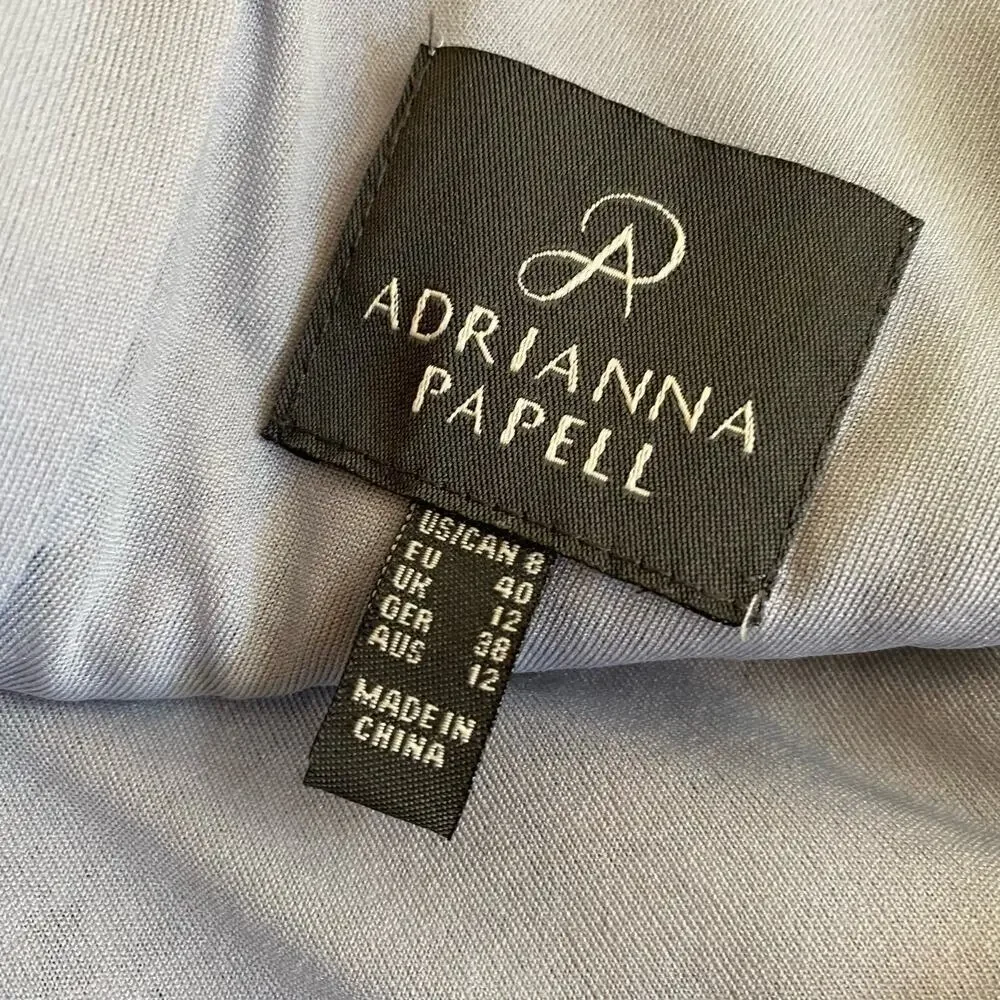 ADRIANNA
PAPELL
US/CAN 8
EU 40
UK 12
GER 38
AUS 12
MADE IN
CHINA